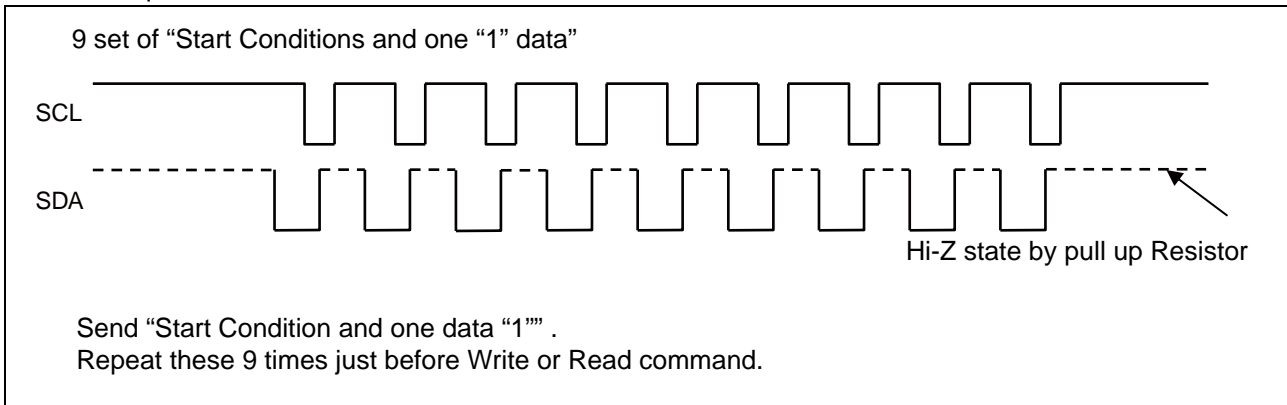 9 set of “Start Conditions and one “1” data”
SCL
SDA
Hi-Z state by pull up Resistor
Send “Start Condition and one data “1”” .
Repeat these 9 times just before Write or Read command.